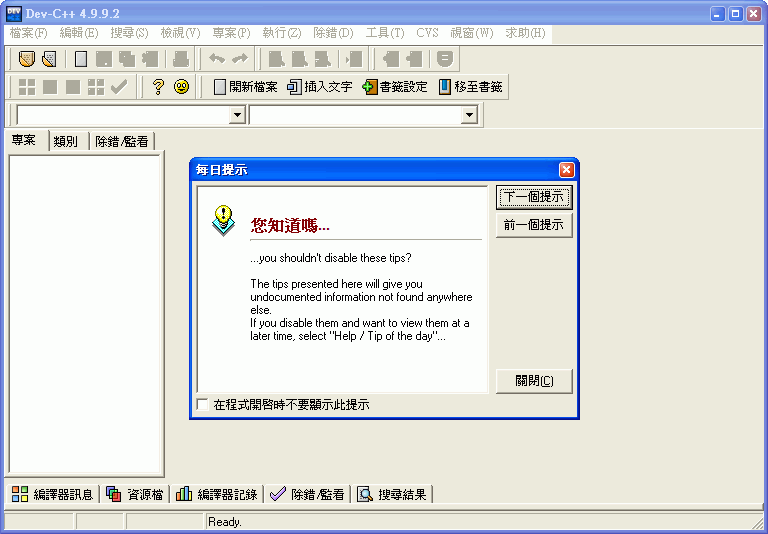 Dev-C++ 4.9.9.2
檔案(F) 編輯(E) 搜尋(S) 檢視(V) 專案(P) 執行(Z) 除錯(D) 工具(T) CVS 視窗(W) 求助(H)
開新檔案 插入文字 書籤設定 移至書籤
專案 類別 除錯/監看
每日提示
下一個提示
您知道嗎...
前一個提示
...you shouldn't disable these tips?
The tips presented here will give you
undocumented information not found anywhere
else.
If you disable them and want to view them at a
later time, select "Help / Tip of the day"...
關閉(C)
在程式開啟時不要顯示此提示
編譯器訊息 資源檔 編譯器記錄 除錯/監看 搜尋結果
Ready.